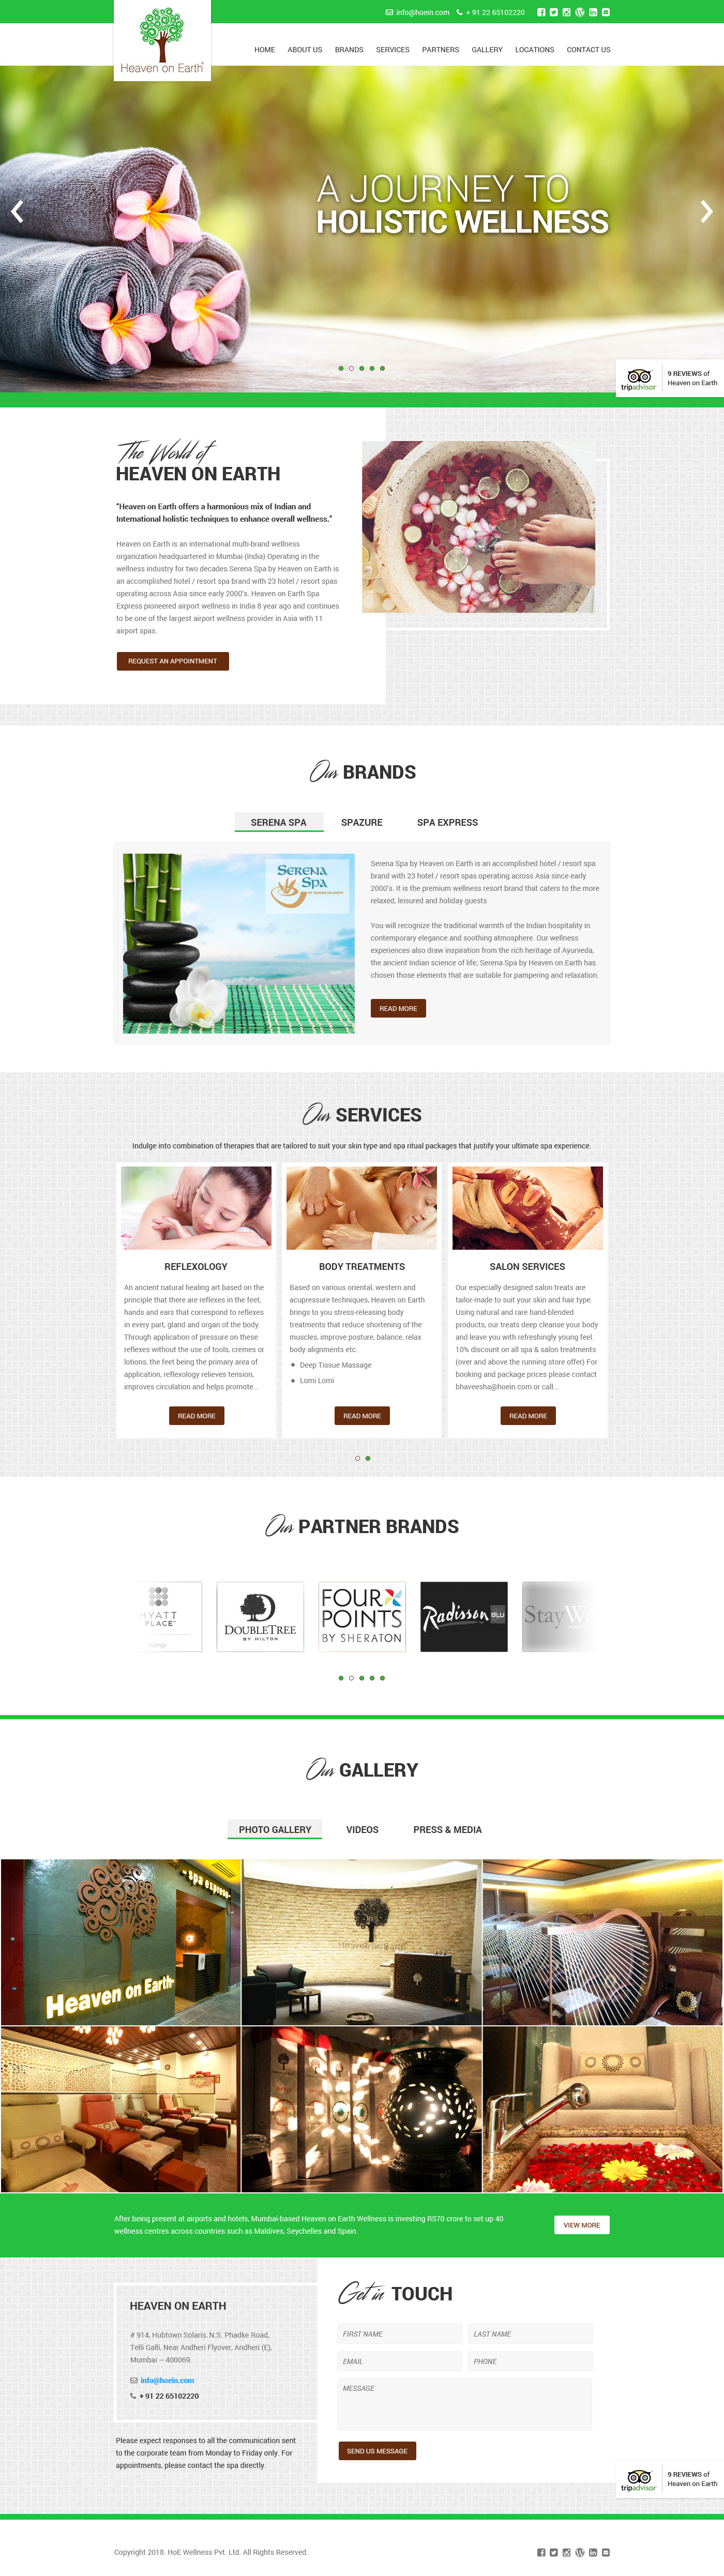 info@hoein.com + 91 22 65102220
Heaven on Earth
HOME ABOUT US BRANDS SERVICES PARTNERS GALLERY LOCATIONS CONTACT US
A JOURNEY TO
HOLISTIC WELLNESS
tripadvisor
9 REVIEWS of
Heaven on Earth
The World of
HEAVEN ON EARTH
"Heaven on Earth offers a harmonious mix of Indian and
International holistic techniques to enhance overall wellness."
Heaven on Earth is an international multi-brand wellness
organization headquartered in Mumbai (India) Operating in the
wellness industry for two decades.Serena Spa by Heaven on Earth is
an accomplished hotel / resort spa brand with 23 hotel / resort spas
operating across Asia since early 2000's. Heaven on Earth Spa
Express pioneered airport wellness in India 8 year ago and continues
to be one of the largest airport wellness provider in Asia with 11
airport spas.
REQUEST AN APPOINTMENT
Our BRANDS
SERENA SPA SPAZURE SPA EXPRESS
SERENA
SPA
BY HEAVEN ON EARTH
Serena Spa by Heaven on Earth is an accomplished hotel / resort spa
brand with 23 hotel / resort spas operating across Asia since early
2000's. It is the premium wellness resort brand that caters to the more
relaxed, leisured and holiday guests
You will recognize the traditional warmth of the Indian hospitality in
contemporary elegance and soothing atmosphere. Our wellness
experiences also draw inspiration from the rich heritage of Ayurveda,
the ancient Indian science of life; Serena Spa by Heaven on Earth has
chosen those elements that are suitable for pampering and relaxation.
READ MORE
Our SERVICES
Indulge into combination of therapies that are tailored to suit your skin type and spa ritual packages that justify your ultimate spa experience.
REFLEXOLOGY
An ancient natural healing art based on the
principle that there are reflexes in the feet,
hands and ears that correspond to reflexes
in every part, gland and organ of the body.
Through application of pressure on these
reflexes without the use of tools, cremes or
lotions, the feet being the primary area of
application, reflexology relieves tension,
improves circulation and helps promote...
READ MORE
BODY TREATMENTS
Based on various oriental, western and
acupressure techniques, Heaven on Earth
brings to you stress-releasing body
treatments that reduce shortening of the
muscles, improve posture, balance, relax
body alignments etc.
Deep Tissue Massage
Lomi Lomi
READ MORE
SALON SERVICES
Our especially designed salon treats are
tailor-made to suit your skin and hair type.
Using natural and rare hand-blended
products, our treats deep cleanse your body
and leave you with refreshingly young feel.
10% discount on all spa & salon treatments
(over and above the running store offer) For
booking and package prices please contact
bhaveesha@hoein.com or call...
READ MORE
Our PARTNER BRANDS
HYATT
PLACE
DOUBLETREE
BY HILTON
FOUR
POINTS
BY SHERATON
Radisson BLU
StayWe
Our GALLERY
PHOTO GALLERY VIDEOS PRESS & MEDIA
spa express
Heaven on Earth
Heaven on Earth
After being present at airports and hotels, Mumbai-based Heaven on Earth Wellness is investing RS70 crore to set up 40
wellness centres across countries such as Maldives, Seychelles and Spain.
VIEW MORE
HEAVEN ON EARTH
# 914, Hubtown Solaris, N.S. Phadke Road,
Telli Galli, Near Andheri Flyover, Andheri (E),
Mumbai – 400069.
info@hoein.com
+ 91 22 65102220
Please expect responses to all the communication sent
to the corporate team from Monday to Friday only. For
appointments, please contact the spa directly.
Get in TOUCH
FIRST NAME LAST NAME
EMAIL PHONE
MESSAGE
SEND US MESSAGE
tripadvisor
9 REVIEWS of
Heaven on Earth
Copyright 2018. HoE Wellness Pvt. Ltd. All Rights Reserved.